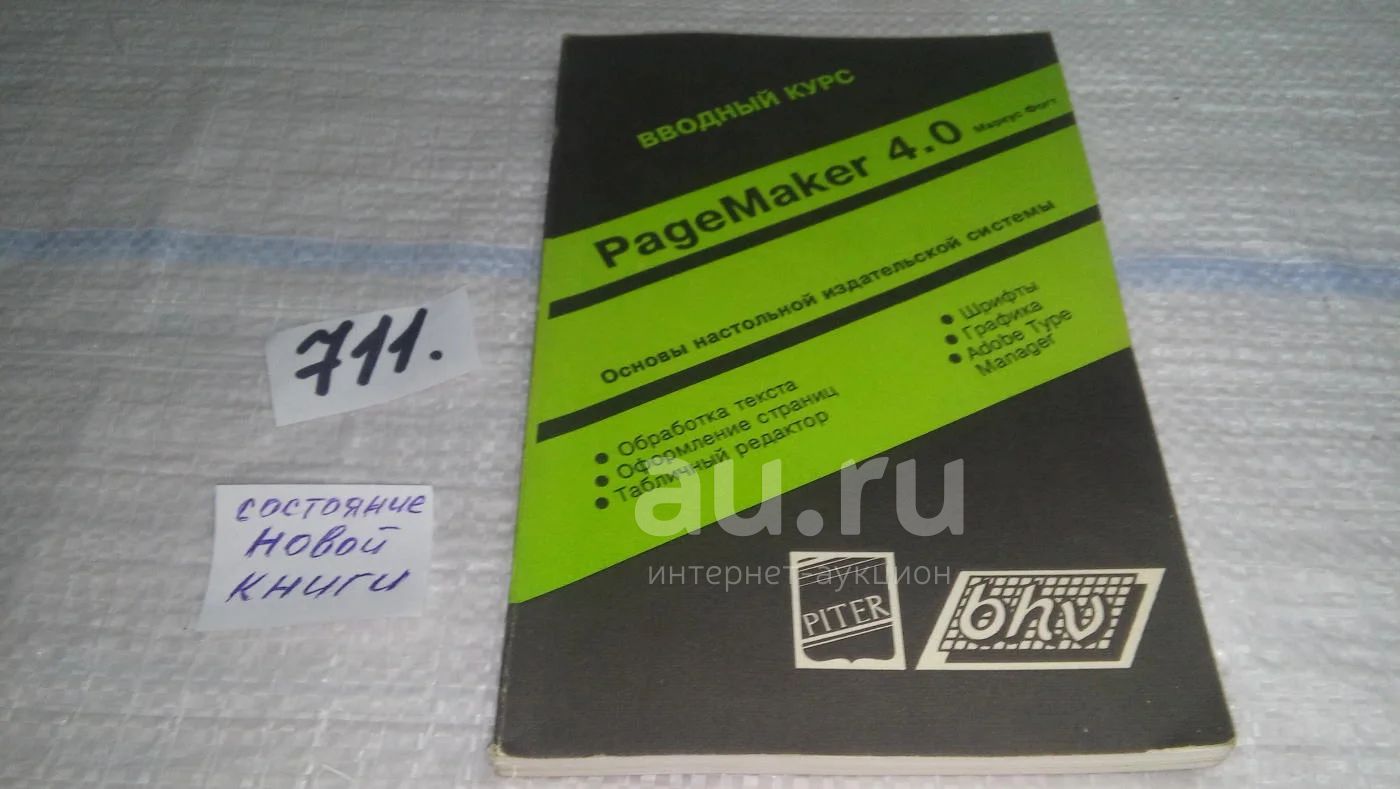 ВВОДНЫЙ КУРС
PageMaker 4.0
Маркус Фогт
Основы настольной издательской системы
• Обработка текста
• Оформление страниц
• Табличный редактор
• Шрифты
• Графика
• Adobe Type
Manager
711.
состояние
новой
книги
au.ru
интернет-аукцион
PITER
bhv